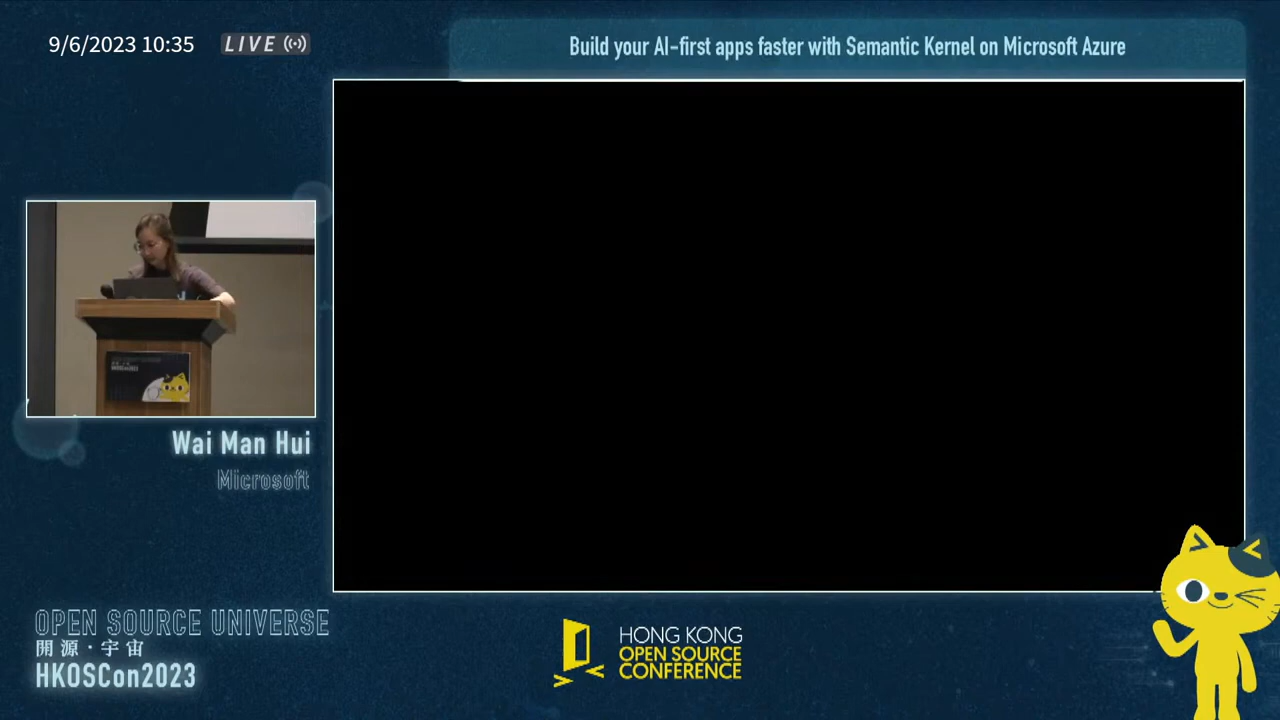 9/6/2023 10:35
LIVE
Build your AI-first apps faster with Semantic Kernel on Microsoft Azure
Wai Man Hui
Microsoft
OPEN SOURCE UNIVERSE
開源·宇宙
HKOSCon2023
HONG KONG
OPEN SOURCE
CONFERENCE